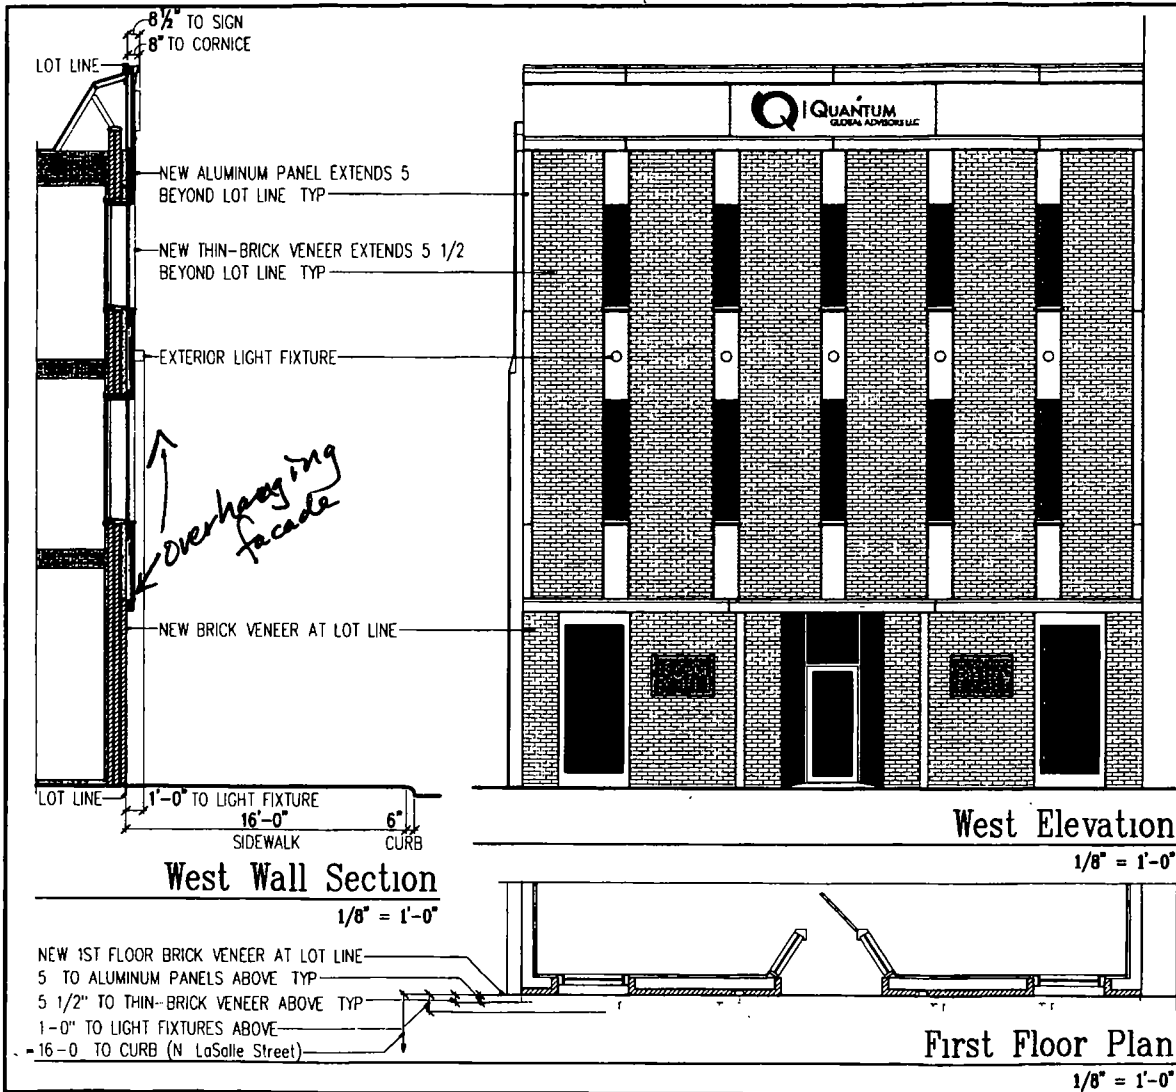 8½" TO SIGN
8" TO CORNICE
LOT LINE
NEW ALUMINUM PANEL EXTENDS 5
BEYOND LOT LINE TYP
NEW THIN-BRICK VENEER EXTENDS 5 1/2
BEYOND LOT LINE TYP
EXTERIOR LIGHT FIXTURE
overhanging
facade
NEW BRICK VENEER AT LOT LINE
LOT LINE
1'-0" TO LIGHT FIXTURE
16'-0"
6"
SIDEWALK
CURB
West Wall Section
1/8" = 1'-0"
Q | QUANTUM
GLOBAL ADVISORS LLC
West Elevation
1/8" = 1'-0"
NEW 1ST FLOOR BRICK VENEER AT LOT LINE
5 TO ALUMINUM PANELS ABOVE TYP
5 1/2" TO THIN-BRICK VENEER ABOVE TYP
1-0" TO LIGHT FIXTURES ABOVE
16-0 TO CURB (N LaSalle Street)
First Floor Plan
1/8" = 1'-0"